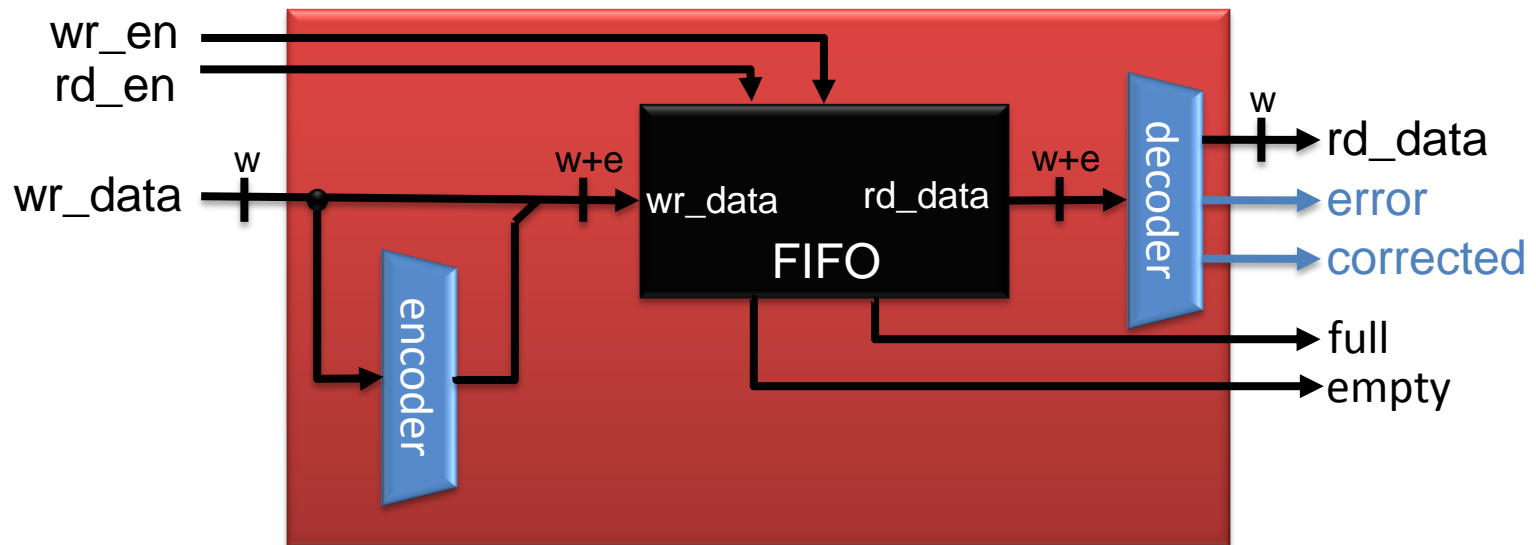 wr_en
rd_en
wr_data
w
encoder
w+e
wr_data
rd_data
FIFO
w+e
decoder
w
rd_data
error
corrected
full
empty